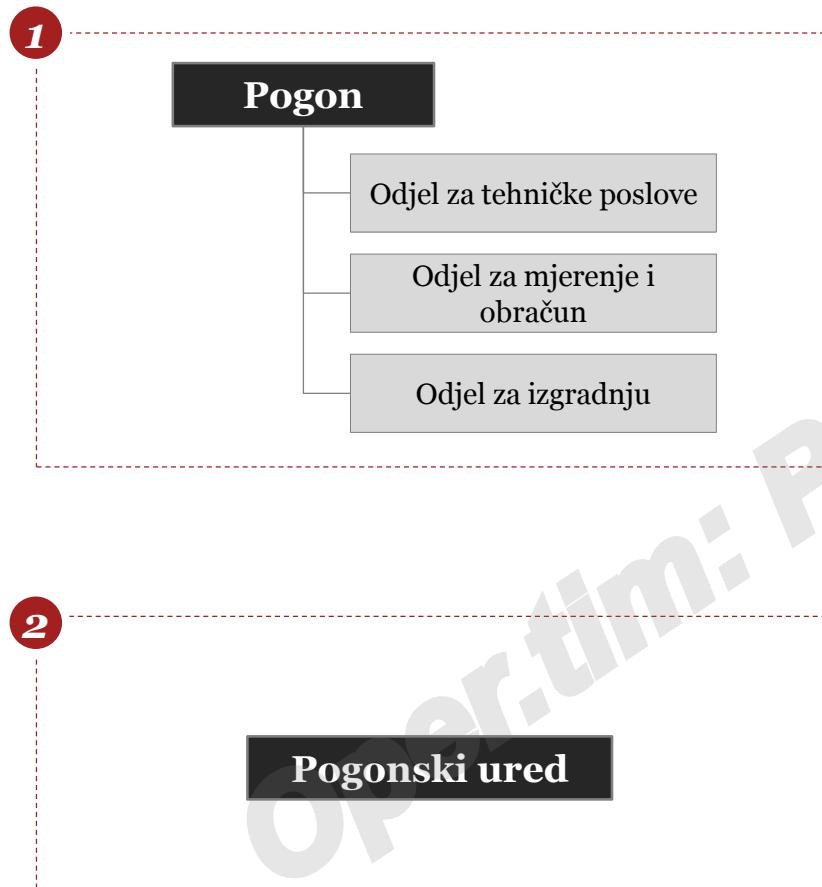 1
Pogon
Odjel za tehničke poslove
Odjel za mjerenje i
obračun
Odjel za izgradnju
2
Pogonski ured
Oper.tim: P